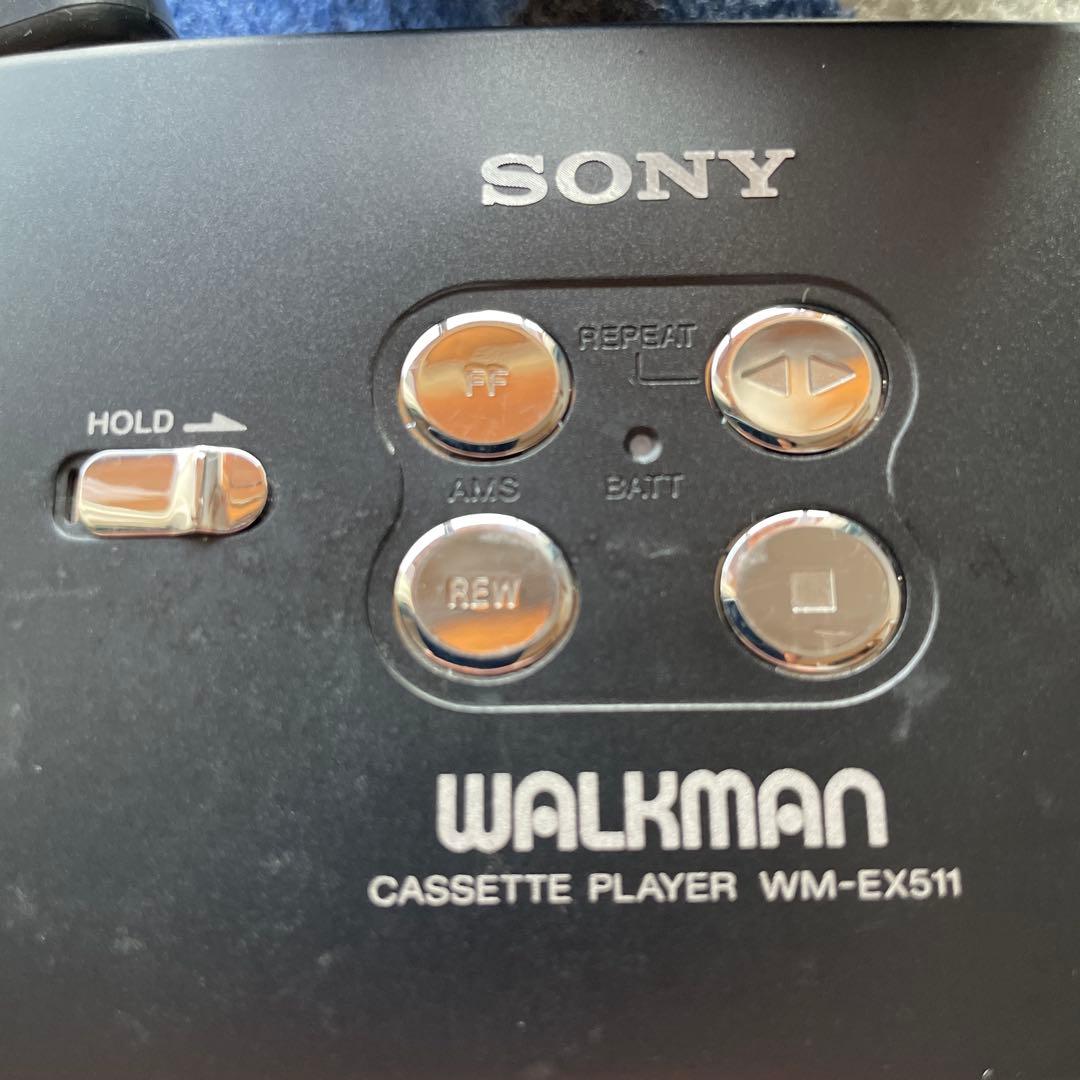 SONY
REPEAT
FF
HOLD
AMS
BATT
REW
WALKMAN
CASSETTE PLAYER WM-EX511